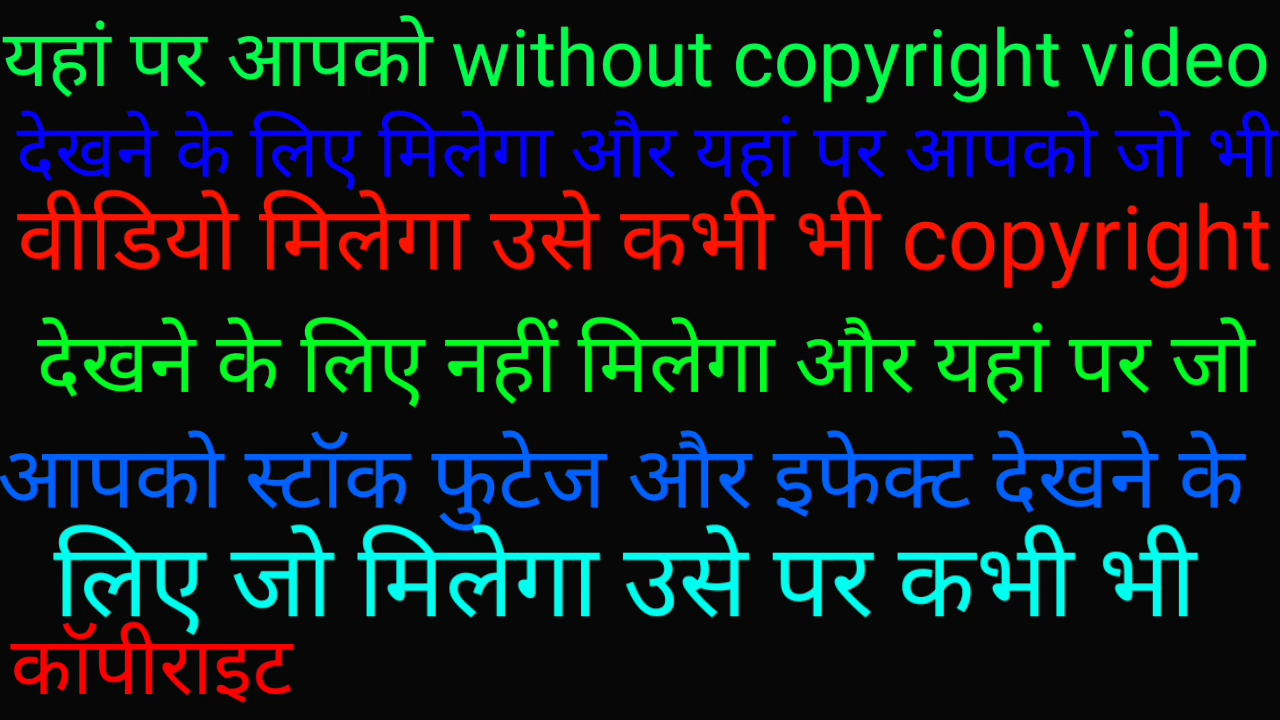 यहां पर आपको without copyright video
देखने के लिए मिलेगा और यहां पर आपको जो भी
वीडियो मिलेगा उसे कभी भी copyright
देखने के लिए नहीं मिलेगा और यहां पर जो
आपको स्टॉक फुटेज और इफेक्ट देखने के
लिए जो मिलेगा उसे पर कभी भी
कॉपीराइट